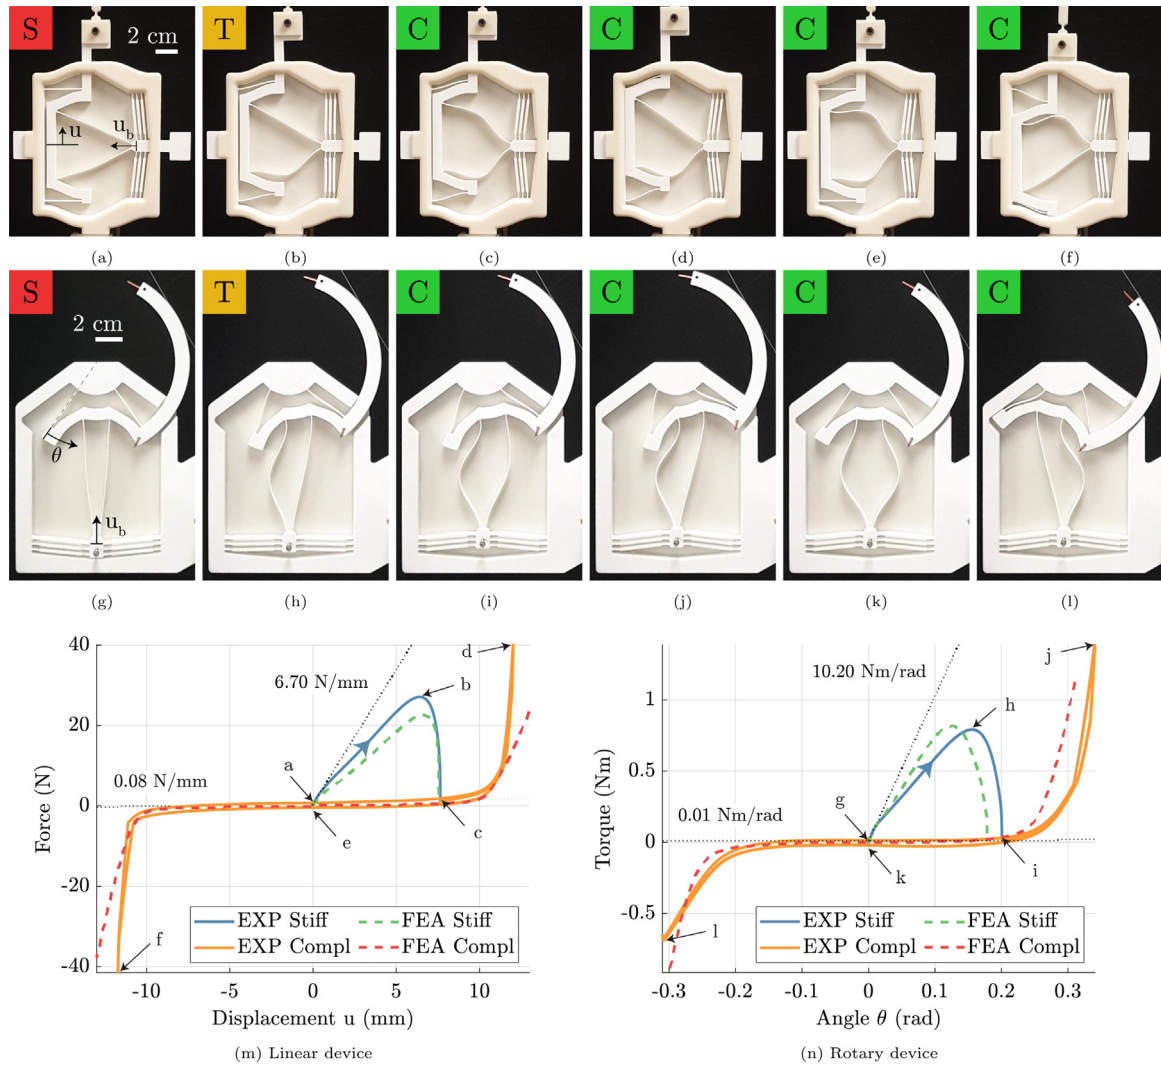 S
T
C
C
C
C
2 cm
u
u_b
(a)
(b)
(c)
(d)
(e)
(f)
S
T
C
C
C
C
2 cm
θ
u_b
(g)
(h)
(i)
(j)
(k)
(l)
40
20
0
-20
-40
Force (N)
6.70 N/mm
0.08 N/mm
a
b
c
d
e
f
EXP Stiff
FEA Stiff
EXP Compl
FEA Compl
-10
-5
0
5
10
Displacement u (mm)
(m) Linear device
1
0.5
0
-0.5
Torque (Nm)
10.20 Nm/rad
0.01 Nm/rad
g
h
i
j
k
l
EXP Stiff
FEA Stiff
EXP Compl
FEA Compl
-0.3
-0.2
-0.1
0
0.1
0.2
0.3
Angle θ (rad)
(n) Rotary device